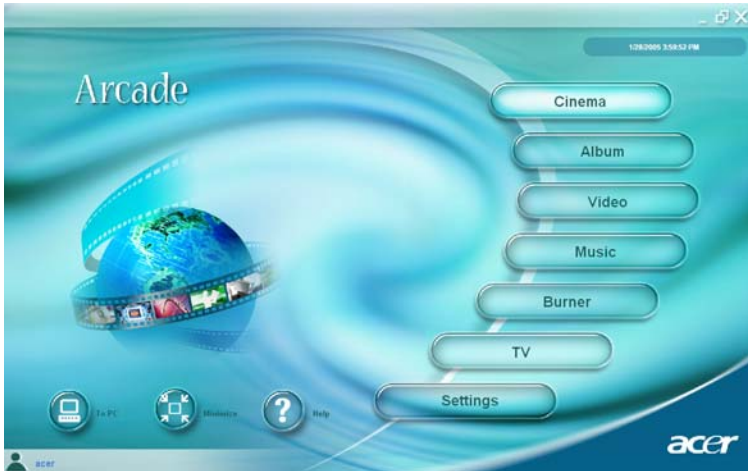 1/28/2005 3:59:52 PM
Arcade
Cinema
Album
Video
Music
Burner
TV
Settings
To PC
Minimize
Help
acer
acer